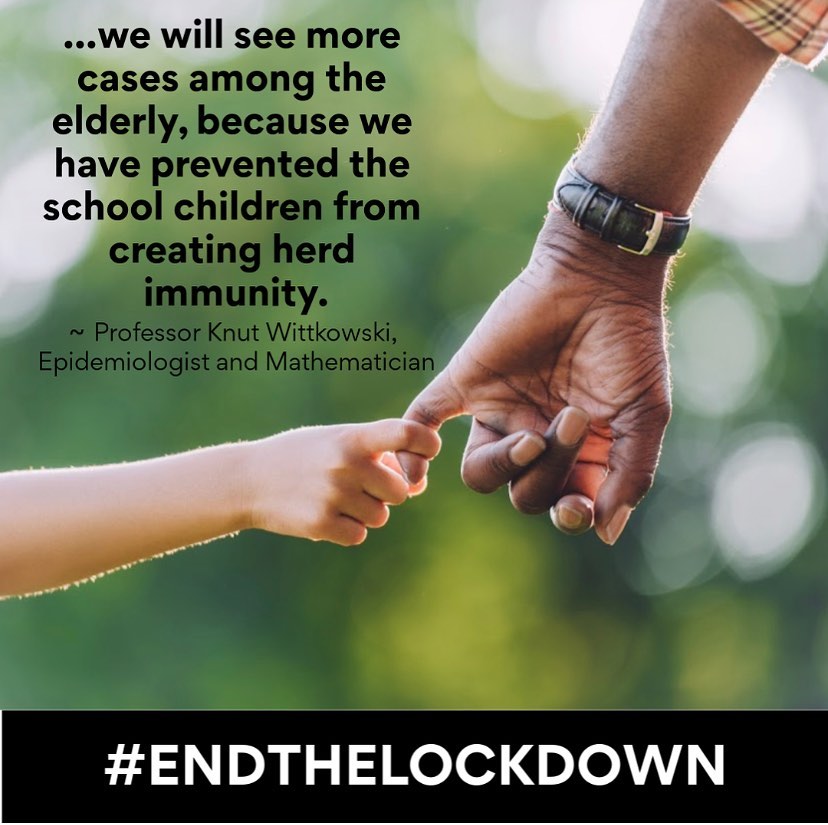 ...we will see more
cases among the
elderly, because we
have prevented the
school children from
creating herd
immunity.
~ Professor Knut Wittkowski,
Epidemiologist and Mathematician
#ENDTHELOCKDOWN